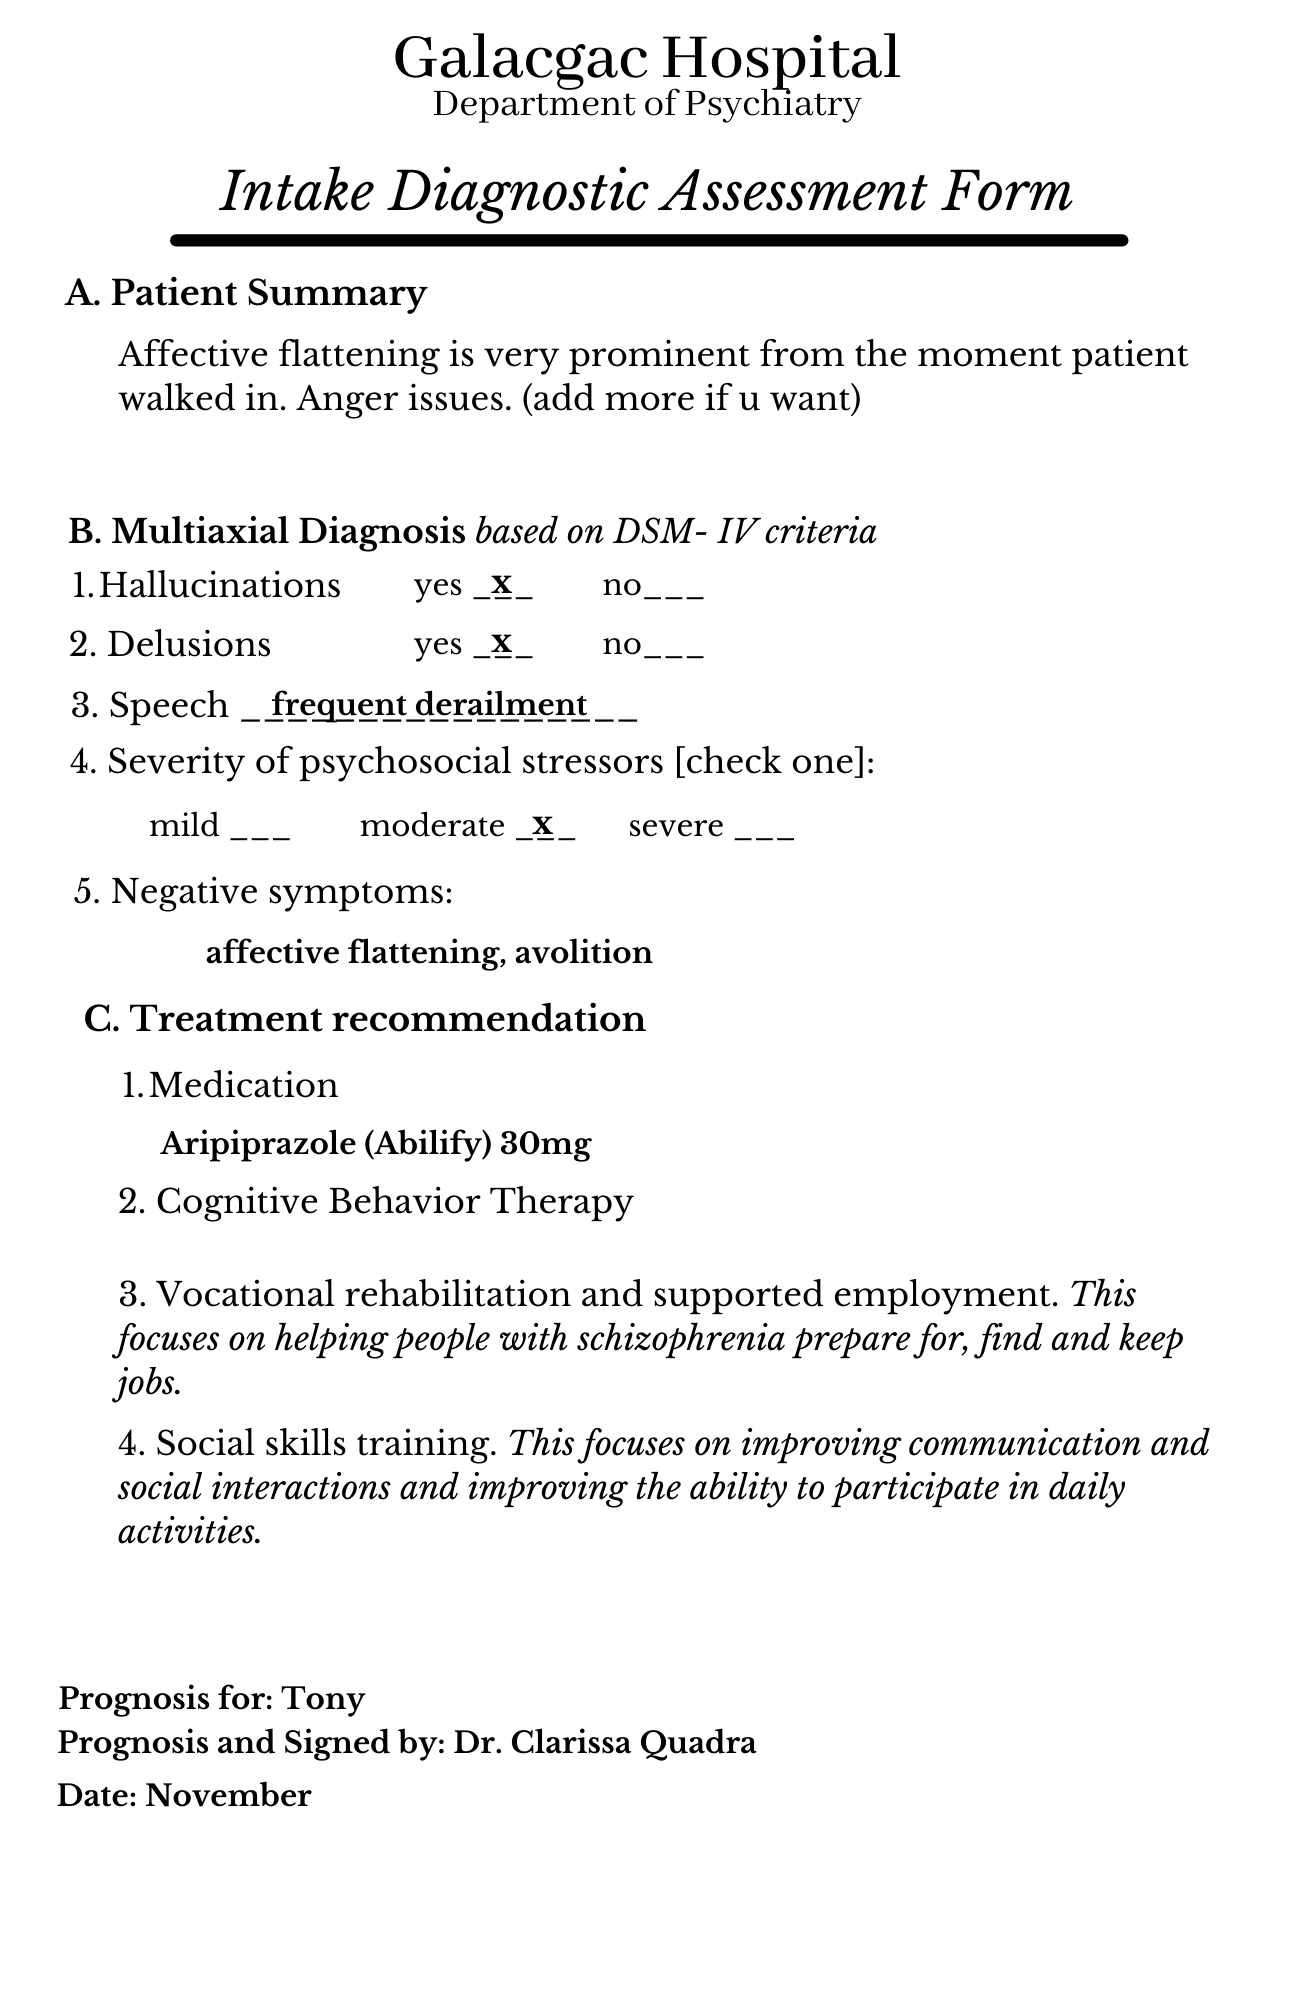 Galacgac Hospital
Department of Psychiatry
Intake Diagnostic Assessment Form
A. Patient Summary
Affective flattening is very prominent from the moment patient
walked in. Anger issues. (add more if u want)
B. Multiaxial Diagnosis based on DSM- IV criteria
1. Hallucinations yes _x_ no___
2. Delusions yes _x_ no___
3. Speech __frequent derailment__
4. Severity of psychosocial stressors [check one]:
mild ___ moderate _x_ severe ___
5. Negative symptoms:
affective flattening, avolition
C. Treatment recommendation
1. Medication
Aripiprazole (Abilify) 30mg
2. Cognitive Behavior Therapy
3. Vocational rehabilitation and supported employment. This
focuses on helping people with schizophrenia prepare for, find and keep
jobs.
4. Social skills training. This focuses on improving communication and
social interactions and improving the ability to participate in daily
activities.
Prognosis for: Tony
Prognosis and Signed by: Dr. Clarissa Quadra
Date: November